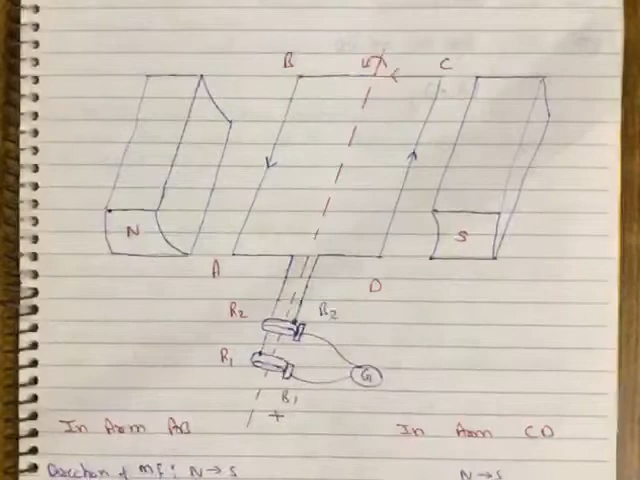 B C
N S
A D
R2 B2
R1 G
B1
+
In Arm AB In Arm CD
Direction of MF: N→S N→S